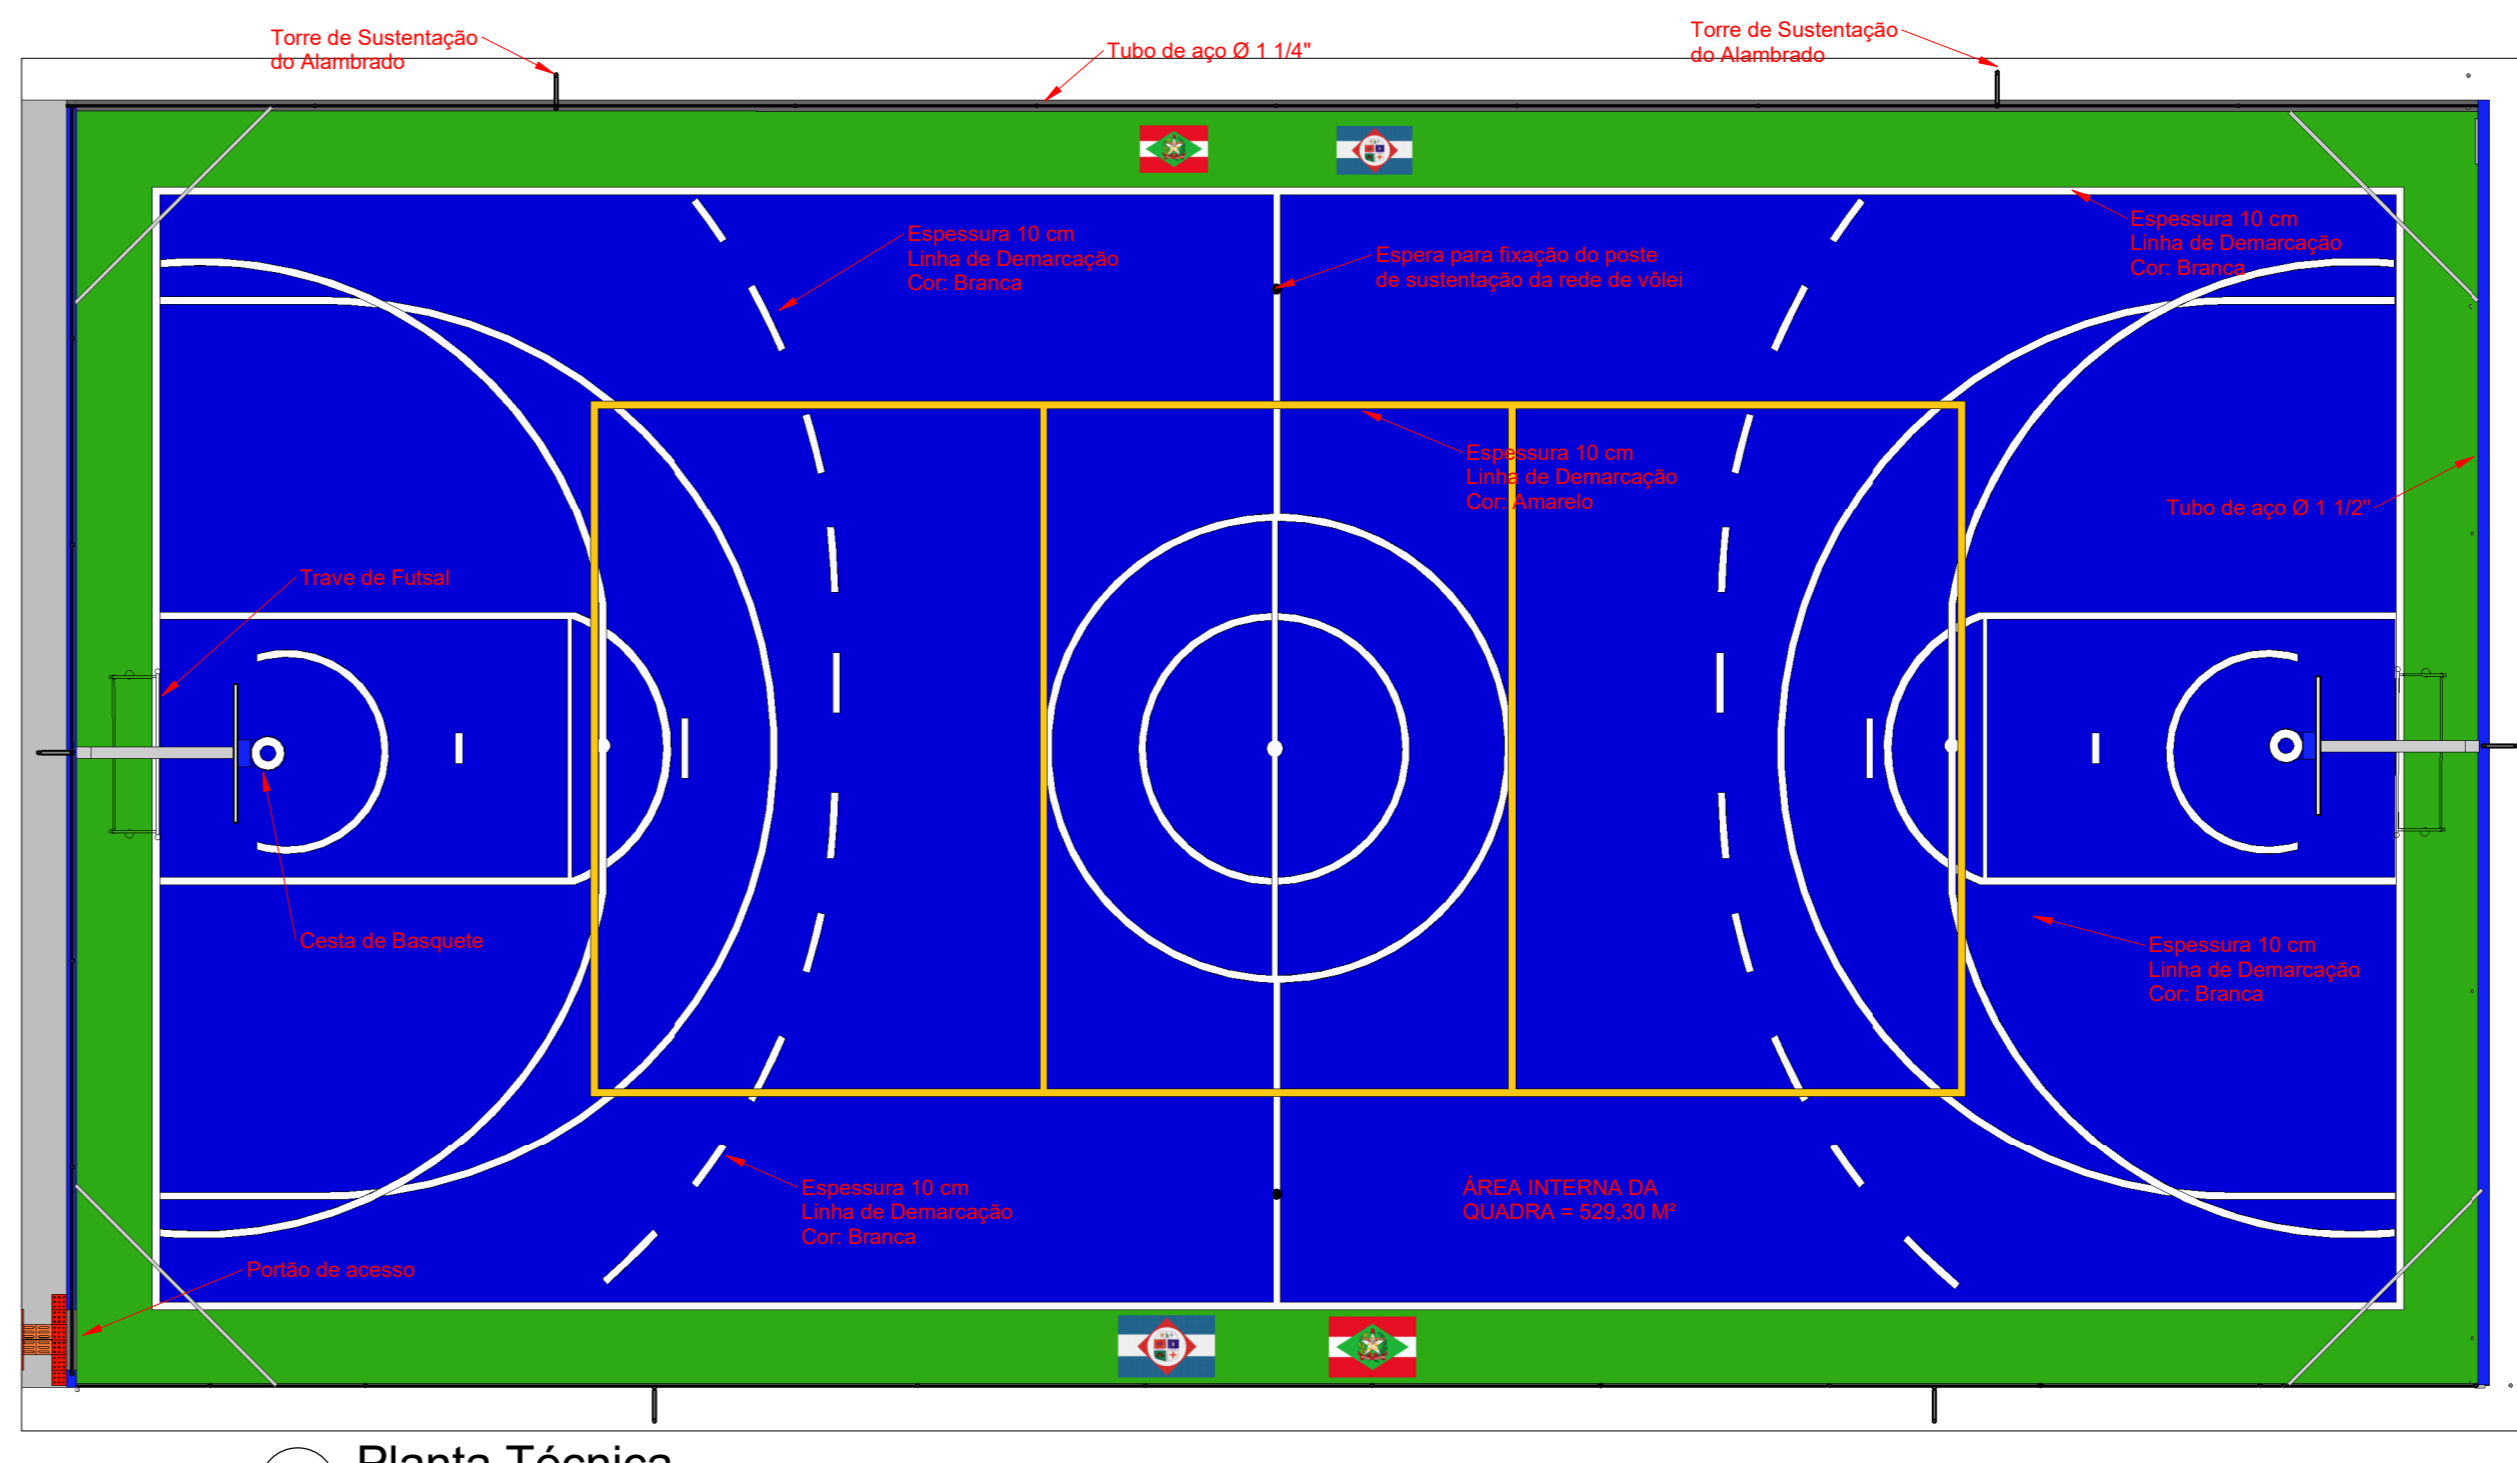 Torre de Sustentação
do Alambrado
Tubo de aço Ø 1 1/4"
Torre de Sustentação
do Alambrado
Espessura 10 cm
Linha de Demarcação
Cor: Branca
Espera para fixação do poste
de sustentação da rede de vôlei
Espessura 10 cm
Linha de Demarcação
Cor: Branca
Espessura 10 cm
Linha de Demarcação
Cor: Amarelo
Tubo de aço Ø 1 1/2"
Trave de Futsal
Cesta de Basquete
Espessura 10 cm
Linha de Demarcação
Cor: Branca
Espessura 10 cm
Linha de Demarcação
Cor: Branca
ÁREA INTERNA DA
QUADRA = 529,30 M²
Portão de acesso
Planta Técnica